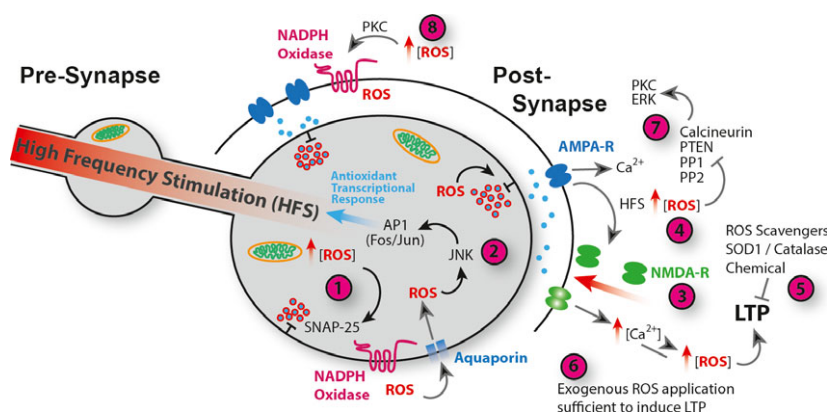 Pre-Synapse
High Frequency Stimulation (HFS)
NADPH
Oxidase
PKC
8
[ROS]
ROS
Post-
Synapse
Antioxidant
Transcriptional
Response
AP1
(Fos/Jun)
JNK
2
ROS
ROS
[ROS]
1
SNAP-25
NADPH
Oxidase
ROS
Aquaporin
AMPA-R
Ca2+
HFS
PKC
ERK
7
Calcineurin
PTEN
PP1
PP2
[ROS]
4
NMDA-R
3
ROS Scavengers
SOD1 / Catalase
Chemical
5
LTP
[Ca2+]
[ROS]
6
Exogenous ROS application
sufficient to induce LTP